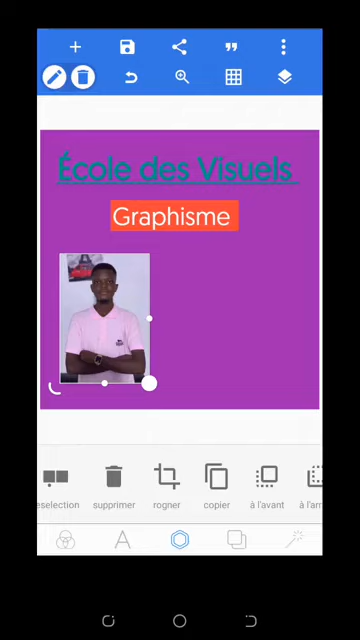 École des Visuels
Graphisme
eselection
supprimer
rogner
copier
à l'avant
à l'arr